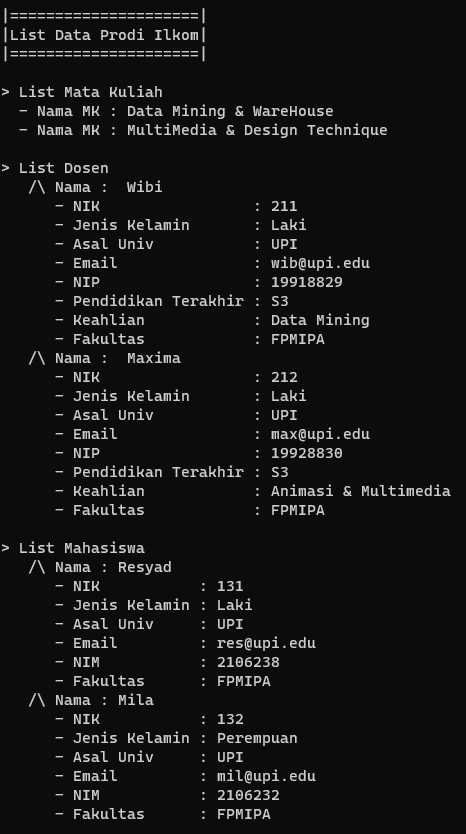 |=====================|
|List Data Prodi Ilkom|
|=====================|

> List Mata Kuliah
  - Nama MK : Data Mining & WareHouse
  - Nama MK : MultiMedia & Design Technique

> List Dosen
   /\ Nama :  Wibi
      - NIK                 : 211
      - Jenis Kelamin       : Laki
      - Asal Univ           : UPI
      - Email               : wib@upi.edu
      - NIP                 : 19918829
      - Pendidikan Terakhir : S3
      - Keahlian            : Data Mining
      - Fakultas            : FPMIPA
   /\ Nama :  Maxima
      - NIK                 : 212
      - Jenis Kelamin       : Laki
      - Asal Univ           : UPI
      - Email               : max@upi.edu
      - NIP                 : 19928830
      - Pendidikan Terakhir : S3
      - Keahlian            : Animasi & Multimedia
      - Fakultas            : FPMIPA

> List Mahasiswa
   /\ Nama : Resyad
      - NIK           : 131
      - Jenis Kelamin : Laki
      - Asal Univ     : UPI
      - Email         : res@upi.edu
      - NIM           : 2106238
      - Fakultas      : FPMIPA
   /\ Nama : Mila
      - NIK           : 132
      - Jenis Kelamin : Perempuan
      - Asal Univ     : UPI
      - Email         : mil@upi.edu
      - NIM           : 2106232
      - Fakultas      : FPMIPA